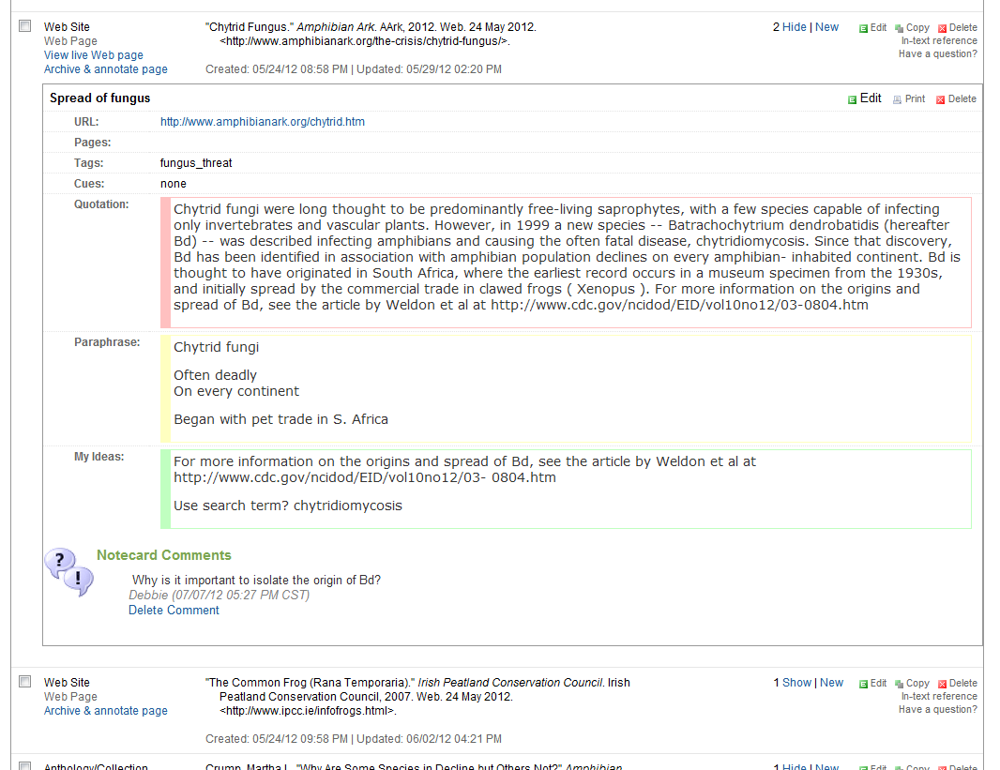 Web Site
Web Page
View live Web page
Archive & annotate page
"Chytrid Fungus." Amphibian Ark. AArk, 2012. Web. 24 May 2012.
<http://www.amphibianark.org/the-crisis/chytrid-fungus/>.
Created: 05/24/12 08:58 PM | Updated: 05/29/12 02:20 PM
2 Hide | New
Edit Copy Delete
In-text reference
Have a question?
Spread of fungus
Edit Print Delete
URL: http://www.amphibianark.org/chytrid.htm
Pages:
Tags: fungus_threat
Cues: none
Quotation:
Chytrid fungi were long thought to be predominantly free-living saprophytes, with a few species capable of infecting
only invertebrates and vascular plants. However, in 1999 a new species -- Batrachochytrium dendrobatidis (hereafter
Bd) -- was described infecting amphibians and causing the often fatal disease, chytridiomycosis. Since that discovery,
Bd has been identified in association with amphibian population declines on every amphibian- inhabited continent. Bd is
thought to have originated in South Africa, where the earliest record occurs in a museum specimen from the 1930s,
and initially spread by the commercial trade in clawed frogs ( Xenopus ). For more information on the origins and
spread of Bd, see the article by Weldon et al at http://www.cdc.gov/ncidod/EID/vol10no12/03-0804.htm
Paraphrase:
Chytrid fungi
Often deadly
On every continent
Began with pet trade in S. Africa
My Ideas:
For more information on the origins and spread of Bd, see the article by Weldon et al at
http://www.cdc.gov/ncidod/EID/vol10no12/03- 0804.htm
Use search term? chytridiomycosis
? !
Notecard Comments
Why is it important to isolate the origin of Bd?
Debbie (07/07/12 05:27 PM CST)
Delete Comment
Web Site
Web Page
Archive & annotate page
"The Common Frog (Rana Temporaria)." Irish Peatland Conservation Council. Irish
Peatland Conservation Council, 2007. Web. 24 May 2012.
<http://www.ipcc.ie/infofrogs.html>.
Created: 05/24/12 09:58 PM | Updated: 06/02/12 04:21 PM
1 Show | New
Edit Copy Delete
In-text reference
Have a question?
Anthology/Collection
Crump, Martha L. "Why Are Some Species in Decline but Others Not?" Amphibian
1 Hide | New
Edit Copy Delete